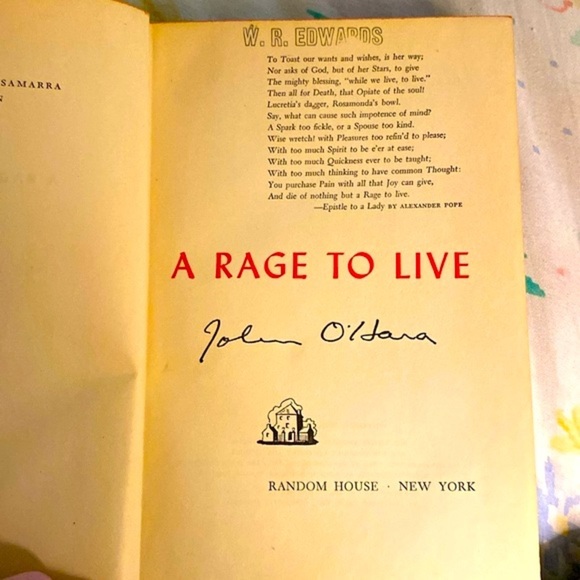 SAMARRA
N
W. R. EDWARDS
To Toast our wants and wishes, is her way;
Nor asks of God, but of her Stars, to give
The mighty blessing, "while we live, to live."
Then all for Death, that Opiate of the soul!
Lucretia's dagger, Rosamonda's bowl.
Say, what can cause such impotence of mind?
A Spark too fickle, or a Spouse too kind.
Wise wretch! with Pleasures too refin'd to please;
With too much Spirit to be e'er at ease;
With too much Quickness ever to be taught;
With too much thinking to have common Thought:
You purchase Pain with all that Joy can give,
And die of nothing but a Rage to live.
—Epistle to a Lady BY ALEXANDER POPE
A RAGE TO LIVE
John O'Hara
RANDOM HOUSE · NEW YORK